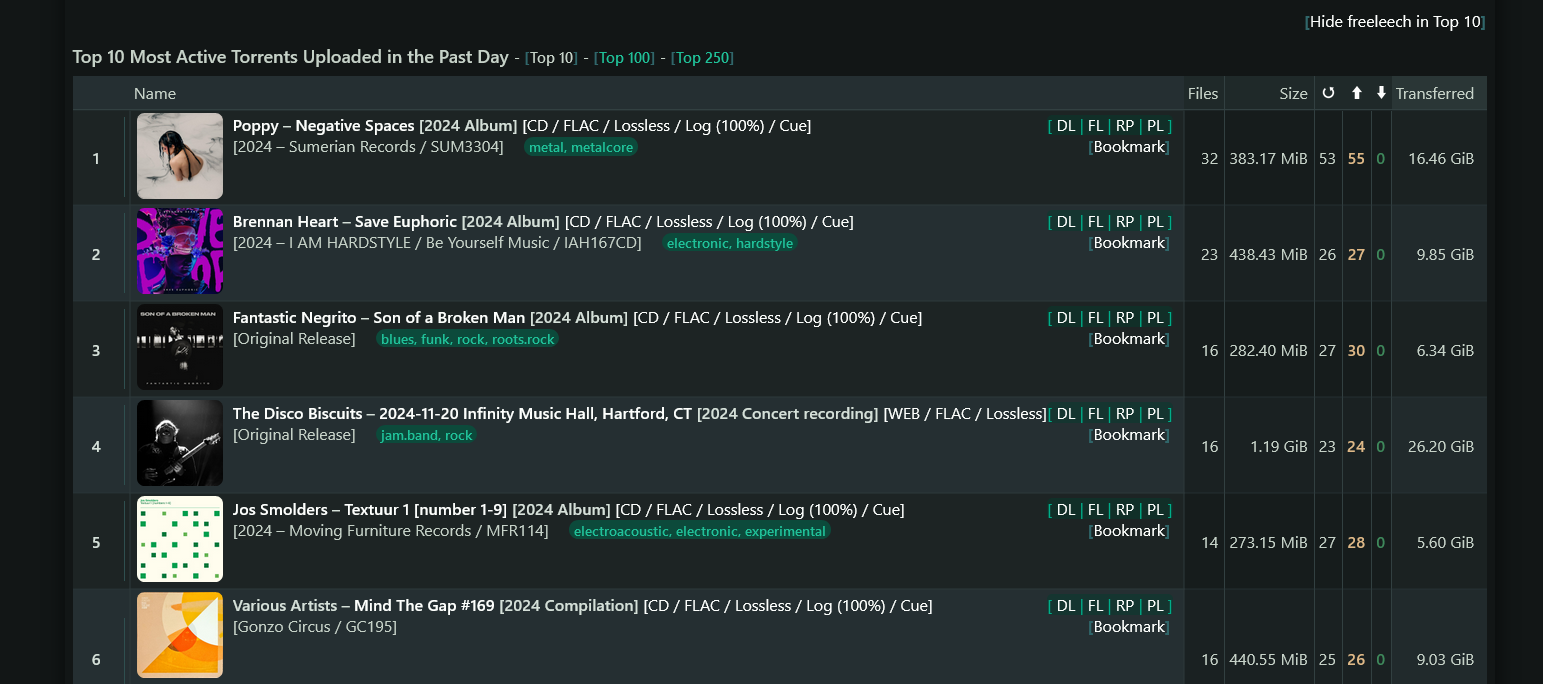 [Hide freeleech in Top 10]
Top 10 Most Active Torrents Uploaded in the Past Day - [Top 10] - [Top 100] - [Top 250]
Name Files Size Transferred
1 Poppy – Negative Spaces [2024 Album] [CD / FLAC / Lossless / Log (100%) / Cue] [ DL | FL | RP | PL ]
[2024 – Sumerian Records / SUM3304] metal, metalcore [Bookmark]
32 383.17 MiB 53 55 0 16.46 GiB
2 Brennan Heart – Save Euphoric [2024 Album] [CD / FLAC / Lossless / Log (100%) / Cue] [ DL | FL | RP | PL ]
[2024 – I AM HARDSTYLE / Be Yourself Music / IAH167CD] electronic, hardstyle [Bookmark]
23 438.43 MiB 26 27 0 9.85 GiB
SON OF A BROKEN MAN
FANTASTIC NEGRITO
3 Fantastic Negrito – Son of a Broken Man [2024 Album] [CD / FLAC / Lossless / Log (100%) / Cue] [ DL | FL | RP | PL ]
[Original Release] blues, funk, rock, roots.rock [Bookmark]
16 282.40 MiB 27 30 0 6.34 GiB
4 The Disco Biscuits – 2024-11-20 Infinity Music Hall, Hartford, CT [2024 Concert recording] [WEB / FLAC / Lossless] [ DL | FL | RP | PL ]
[Original Release] jam.band, rock [Bookmark]
16 1.19 GiB 23 24 0 26.20 GiB
5 Jos Smolders – Textuur 1 [number 1-9] [2024 Album] [CD / FLAC / Lossless / Log (100%) / Cue] [ DL | FL | RP | PL ]
[2024 – Moving Furniture Records / MFR114] electroacoustic, electronic, experimental [Bookmark]
14 273.15 MiB 27 28 0 5.60 GiB
6 Various Artists – Mind The Gap #169 [2024 Compilation] [CD / FLAC / Lossless / Log (100%) / Cue] [ DL | FL | RP | PL ]
[Gonzo Circus / GC195] [Bookmark]
16 440.55 MiB 25 26 0 9.03 GiB